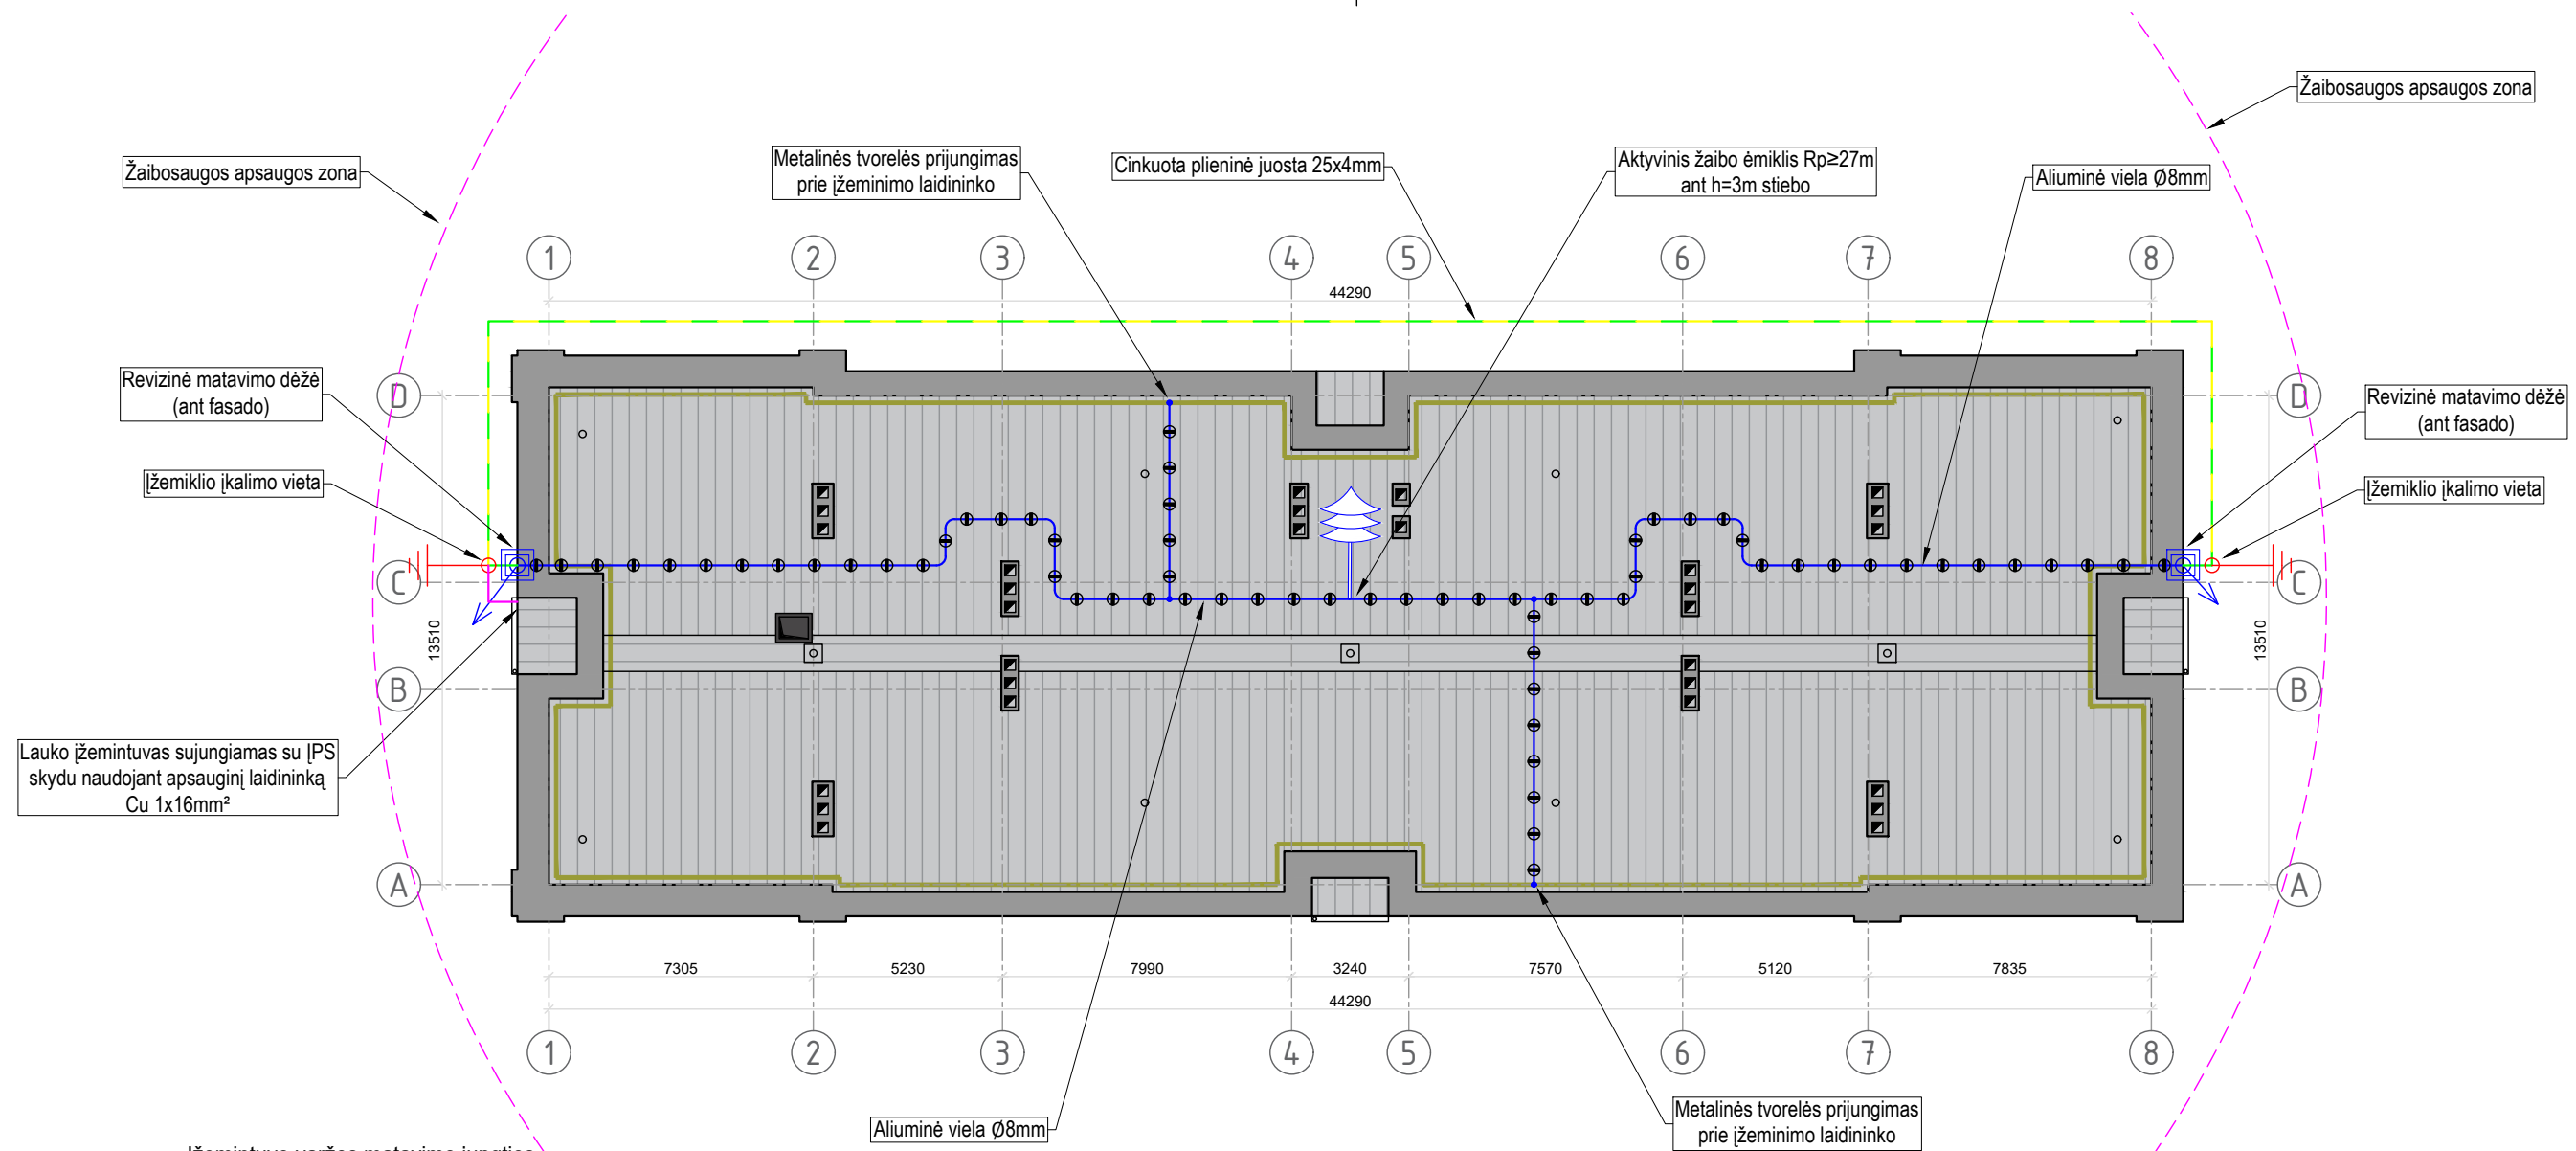 Žaibosaugos apsaugos zona
Žaibosaugos apsaugos zona
Metalinės tvorelės prijungimas
prie įžeminimo laidininko
Cinkuota plieninė juosta 25x4mm
Aktyvinis žaibo ėmiklis Rp≥27m
ant h=3m stiebo
Aliuminė viela Ø8mm
1
2
3
4
5
6
7
8
44290
Revizinė matavimo dėžė
(ant fasado)
Įžemiklio įkalimo vieta
D
D
Revizinė matavimo dėžė
(ant fasado)
Įžemiklio įkalimo vieta
C
C
13510
13510
B
B
Lauko įžemintuvas sujungiamas su ĮPS
skydu naudojant apsauginį laidininką
Cu 1x16mm²
A
A
7305
5230
7990
3240
7570
5120
7835
44290
1
2
3
4
5
6
7
8
Aliuminė viela Ø8mm
Metalinės tvorelės prijungimas
prie įžeminimo laidininko